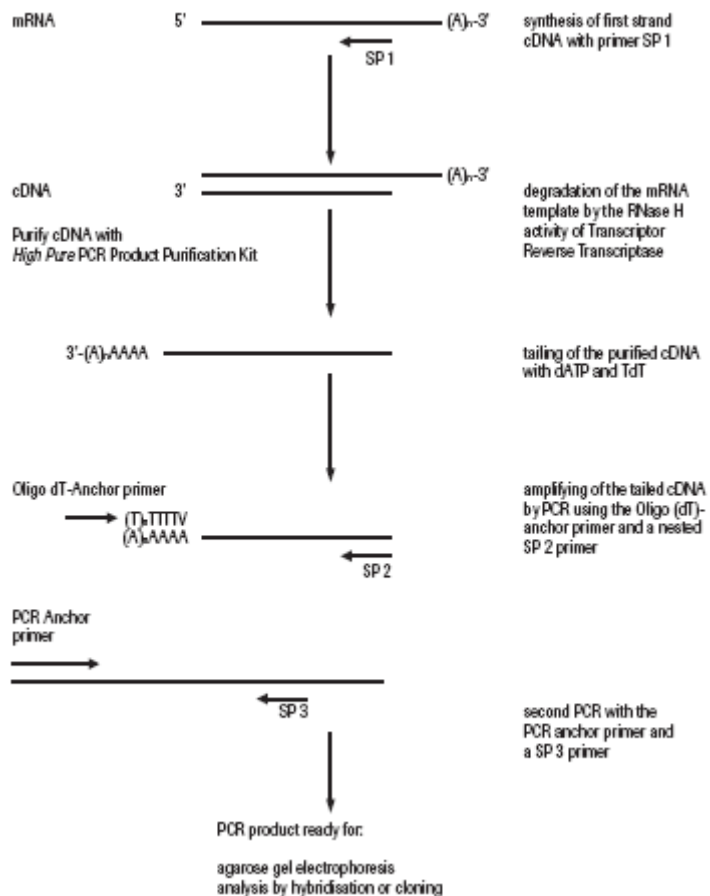 mRNA 5' (A)n-3' synthesis of first strand
cDNA with primer SP 1
SP 1
(A)n-3'
cDNA 3' degradation of the mRNA
template by the RNase H
activity of Transcriptor
Reverse Transcriptase
Purify cDNA with
High Pure PCR Product Purification Kit
3'-(A)nAAAA tailing of the purified cDNA
with dATP and TdT
Oligo dT-Anchor primer amplifying of the tailed cDNA
by PCR using the Oligo (dT)-
anchor primer and a nested
SP 2 primer
(T)nTTTTV
(A)nAAAA
SP 2
PCR Anchor
primer
SP 3
second PCR with the
PCR anchor primer and
a SP 3 primer
PCR product ready for:
agarose gel electrophoresis
analysis by hybridisation or cloning